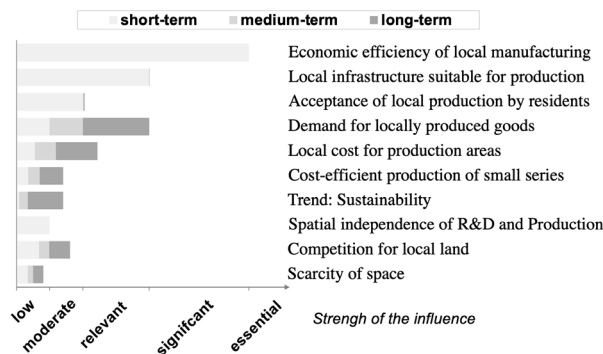 short-term medium-term long-term
Economic efficiency of local manufacturing
Local infrastructure suitable for production
Acceptance of local production by residents
Demand for locally produced goods
Local cost for production areas
Cost-efficient production of small series
Trend: Sustainability
Spatial independence of R&D and Production
Competition for local land
Scarcity of space
low
moderate
relevant
signifcant
essential
Strengh of the influence